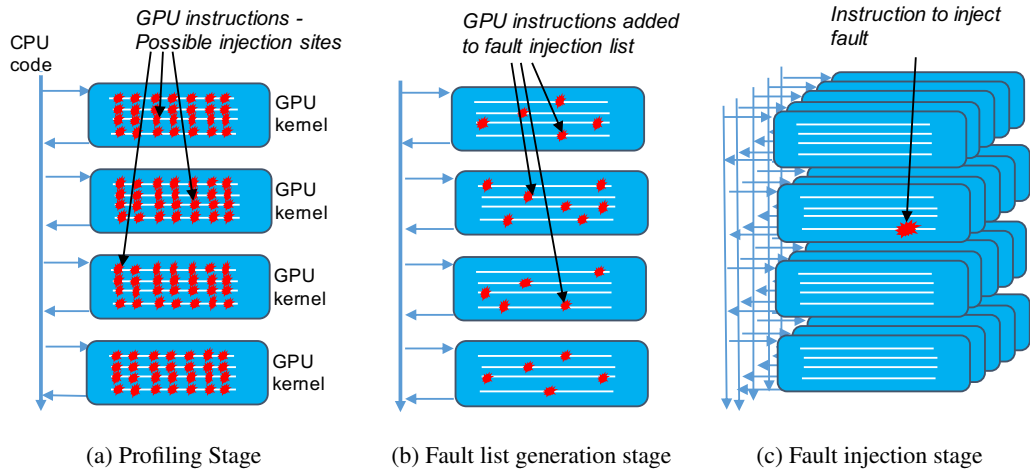 GPU instructions -
Possible injection sites
CPU
code
GPU
kernel
GPU
kernel
GPU
kernel
GPU
kernel
(a) Profiling Stage
GPU instructions added
to fault injection list
(b) Fault list generation stage
Instruction to inject
fault
(c) Fault injection stage